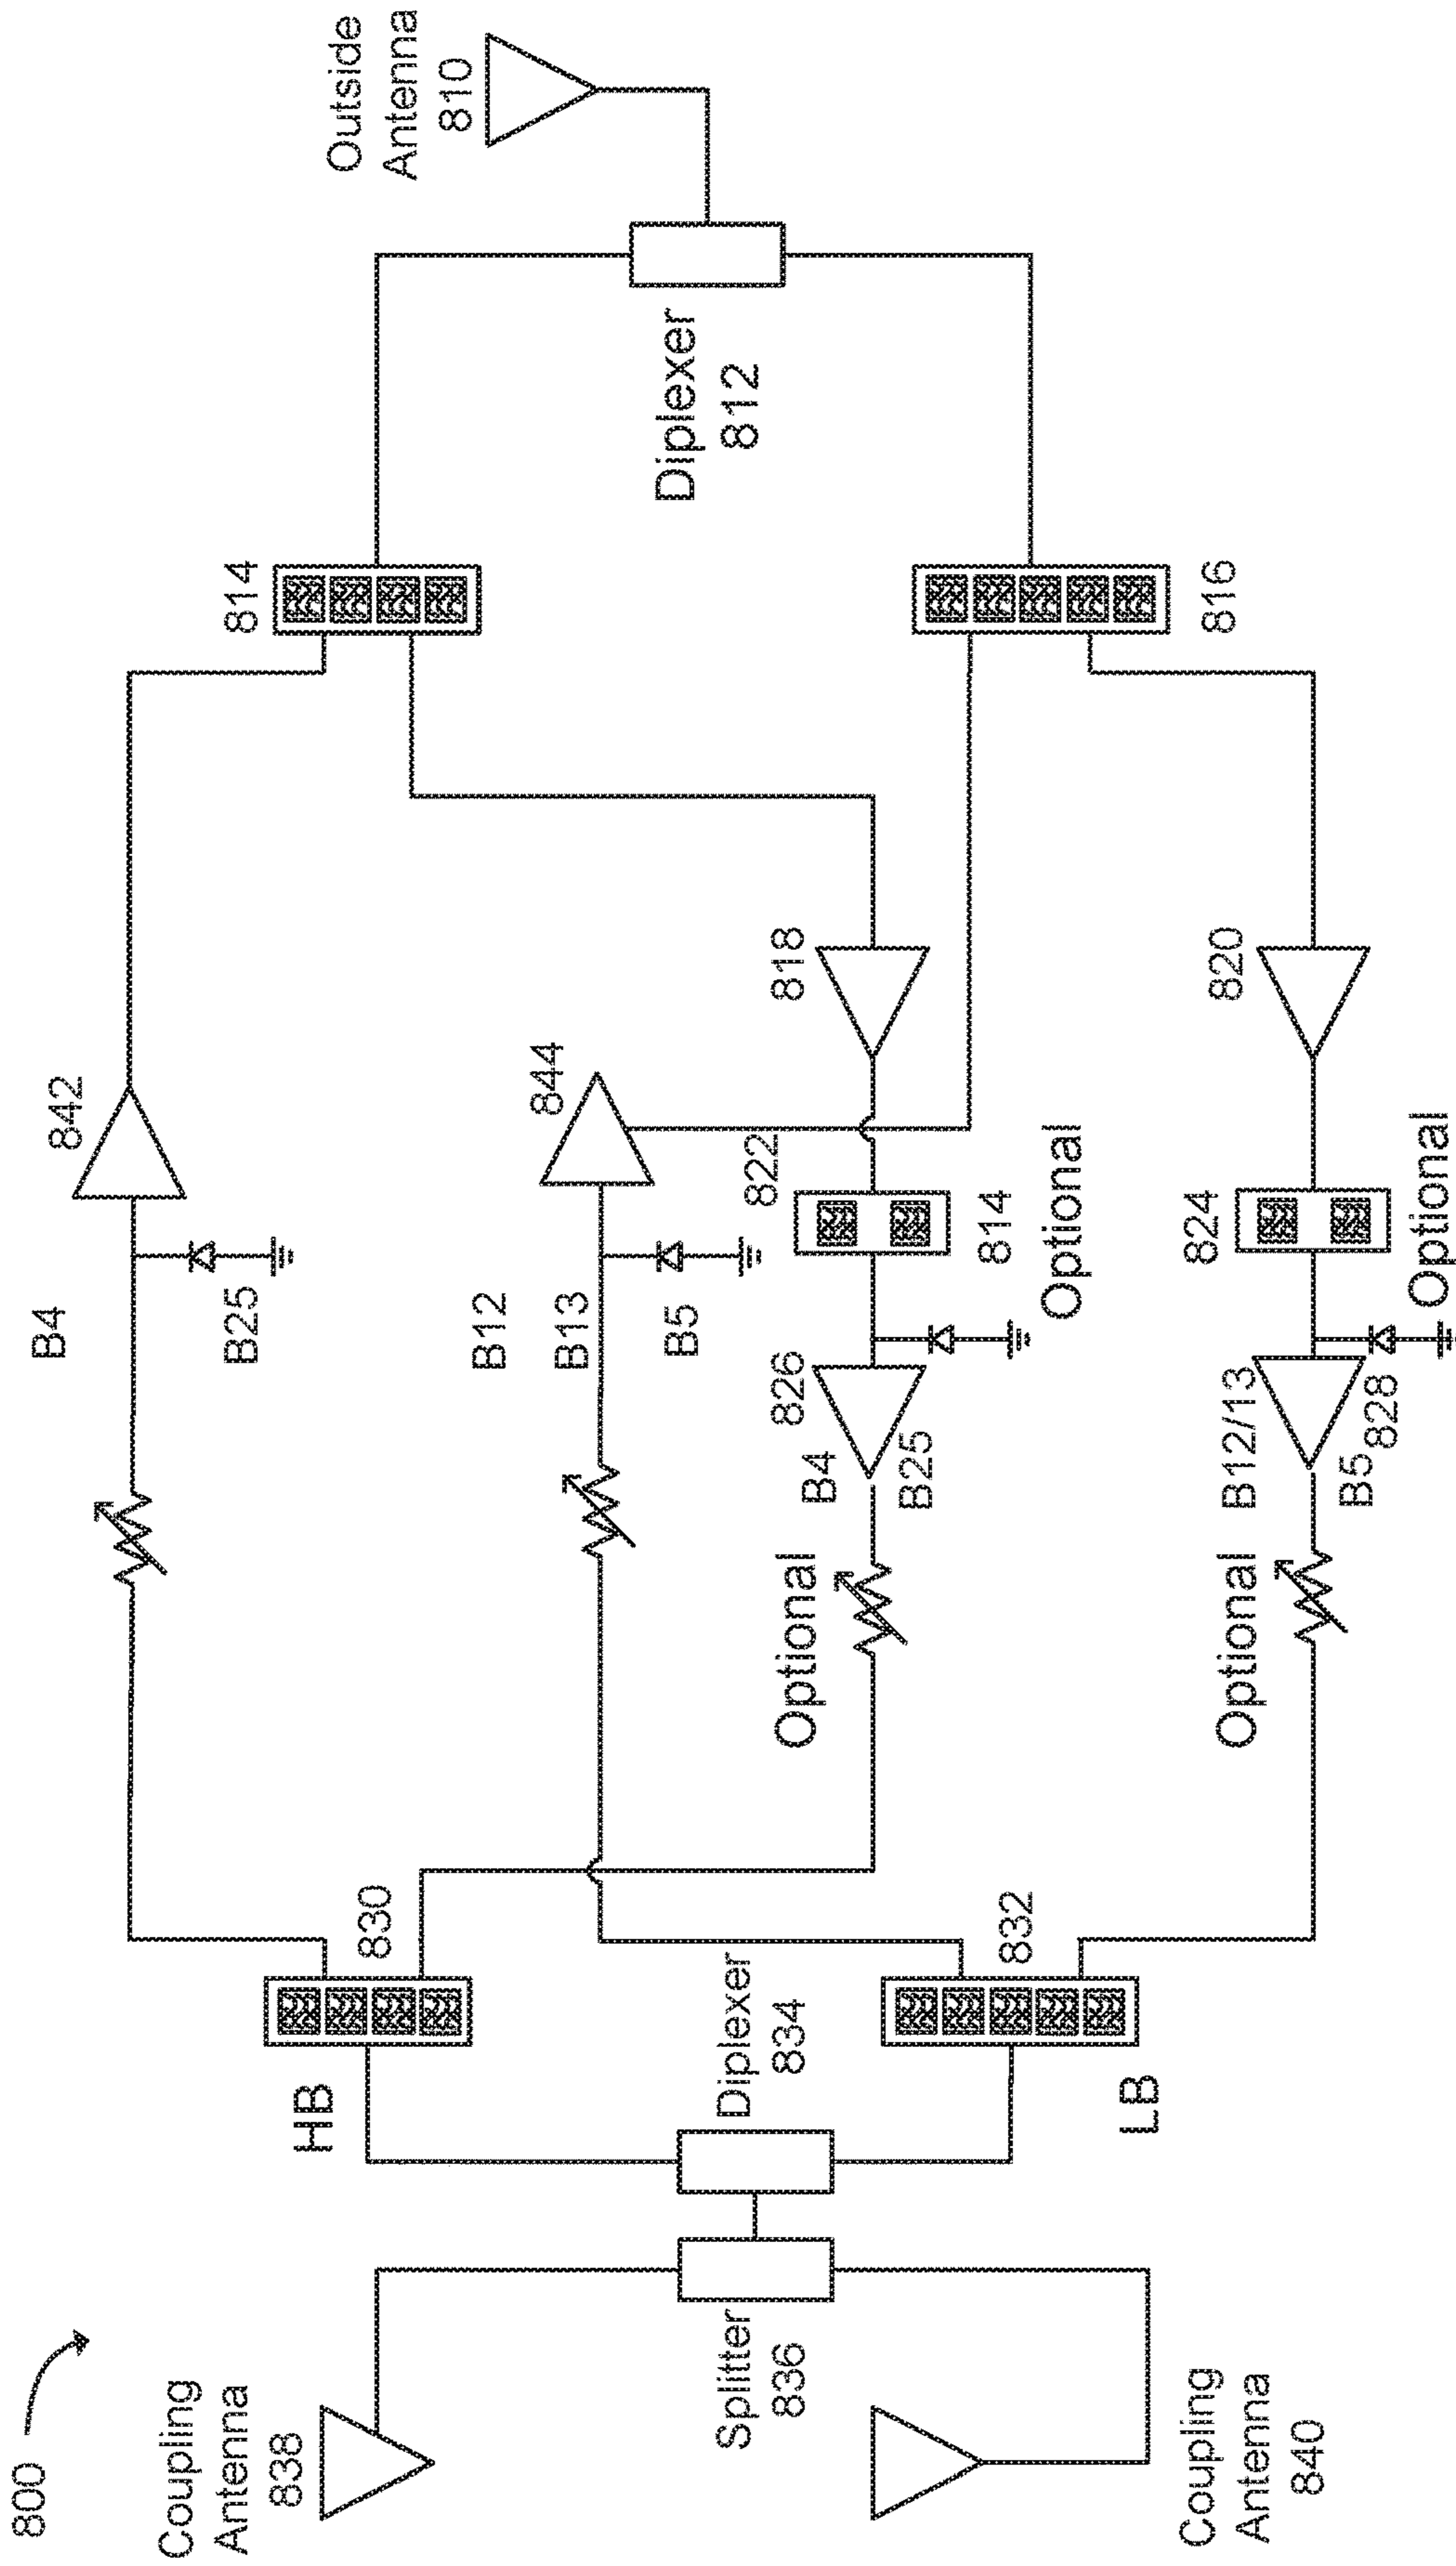 800
Coupling
Antenna
838
Coupling
Antenna
840
Splitter
836
Diplexer
834
HB
LB
830
832
Optional
Optional
B4
B25
B12/13
B5
826
828
B4
B25
B12
B13
B5
842
844
822
814
Optional
824
Optional
818
820
814
816
Diplexer
812
Outside
Antenna
810